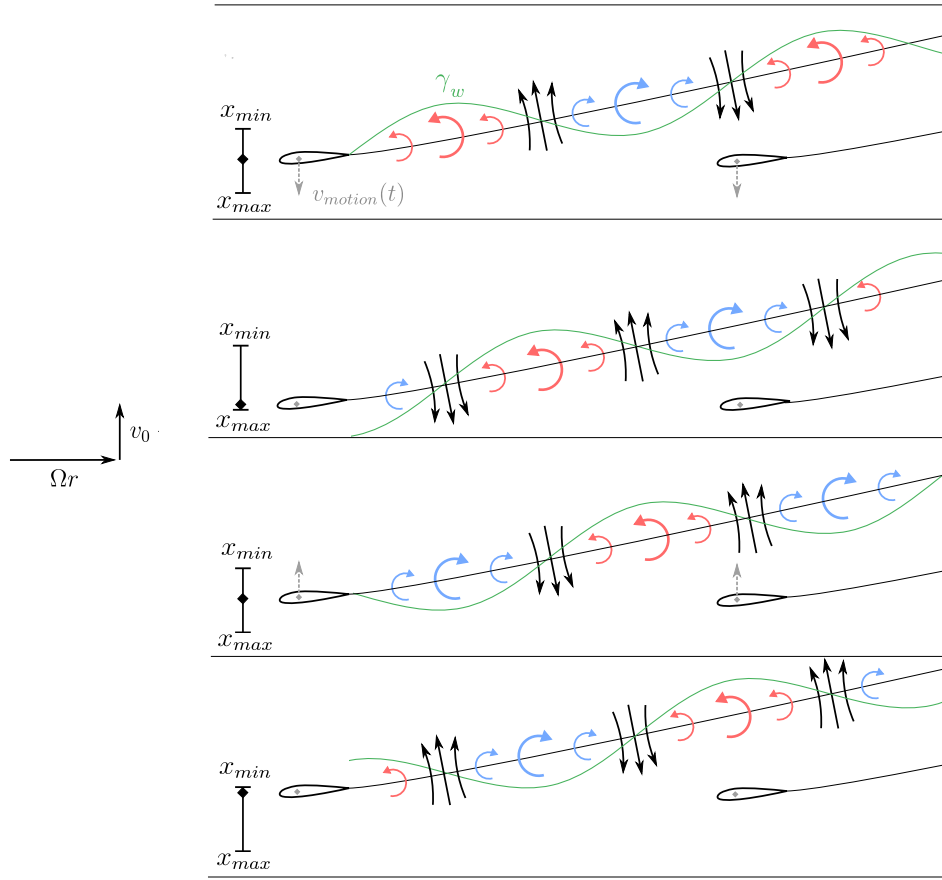 γ_w
x_min
x_max
v_motion(t)
x_min
x_max
v_0
Ωr
x_min
x_max
x_min
x_max